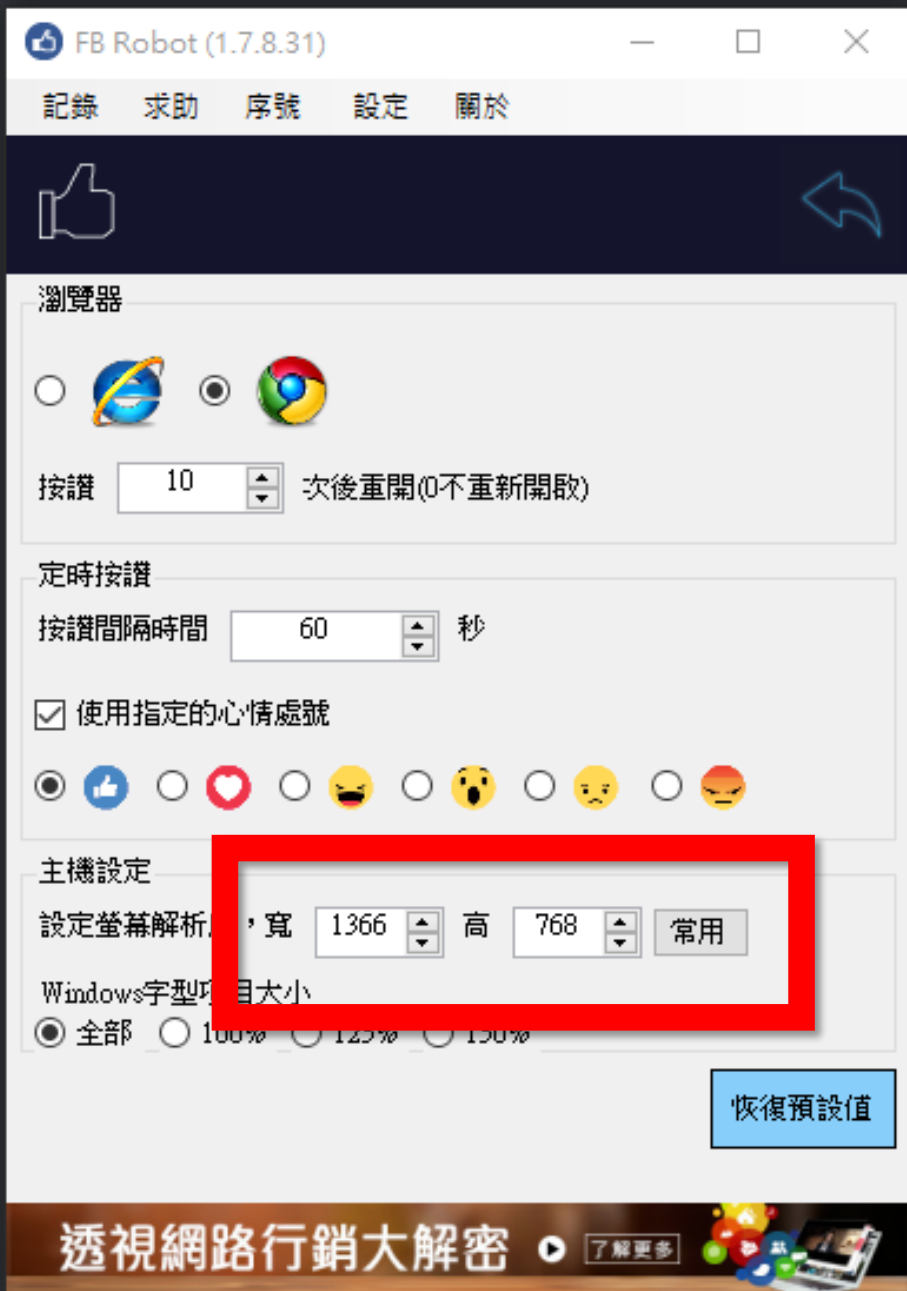 FB Robot (1.7.8.31)
記錄 求助 序號 設定 關於
瀏覽器
按讚 10 次後重開(0不重新開啟)
定時按讚
按讚間隔時間 60 秒
使用指定的心情處號
主機設定
設定螢幕解析 ，寬 1366 高 768 常用
Windows字型項目大小
全部 100% 125% 150%
恢復預設值
透視網路行銷大解密 了解更多